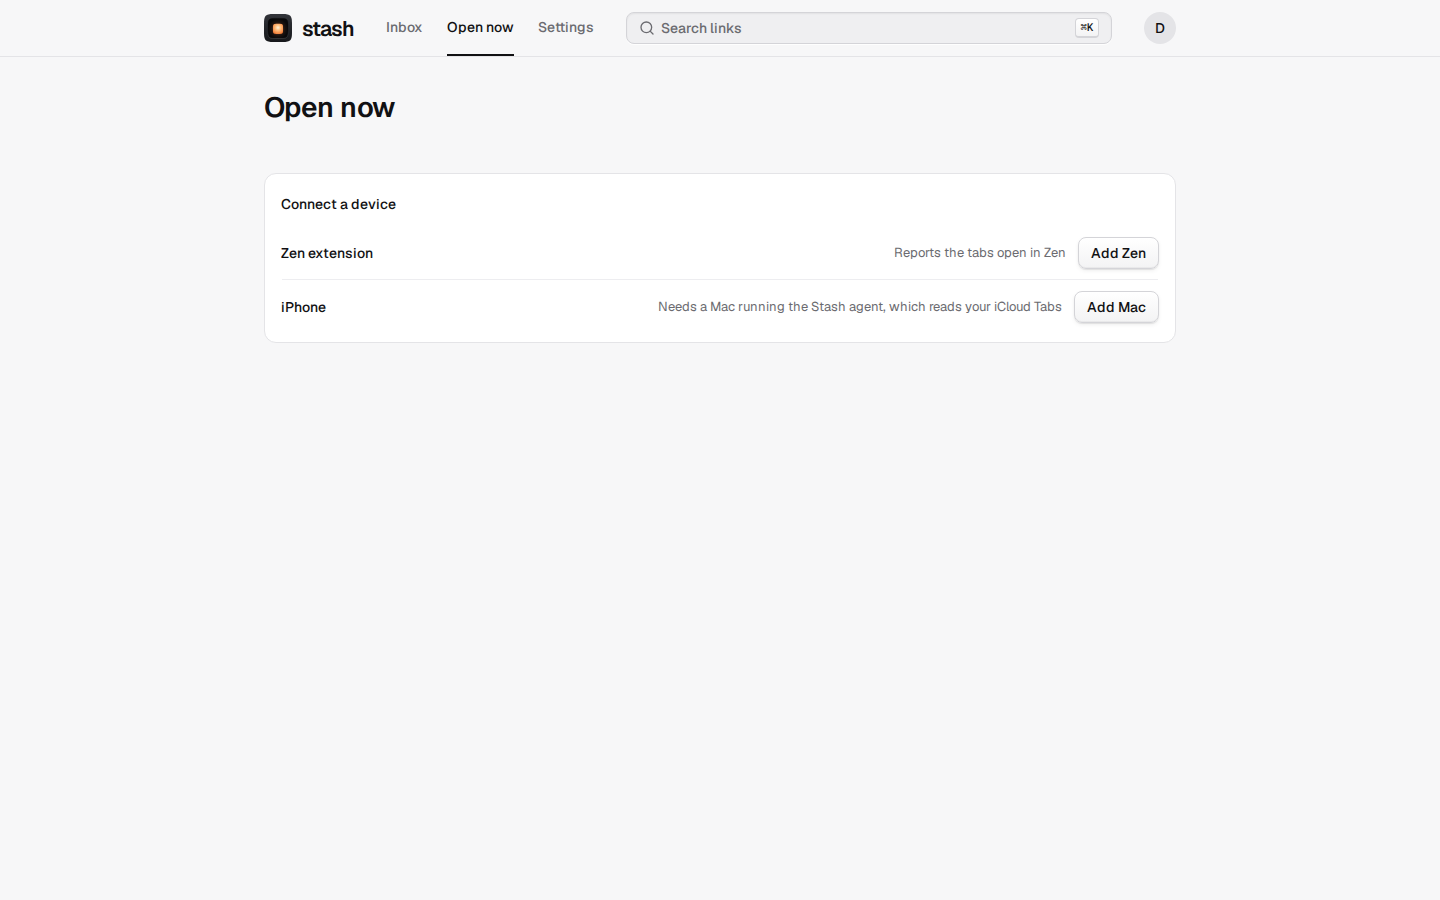 stash
Inbox
Open now
Settings
Search links
⌘K
D
Open now
Connect a device
Zen extension
Reports the tabs open in Zen
Add Zen
iPhone
Needs a Mac running the Stash agent, which reads your iCloud Tabs
Add Mac